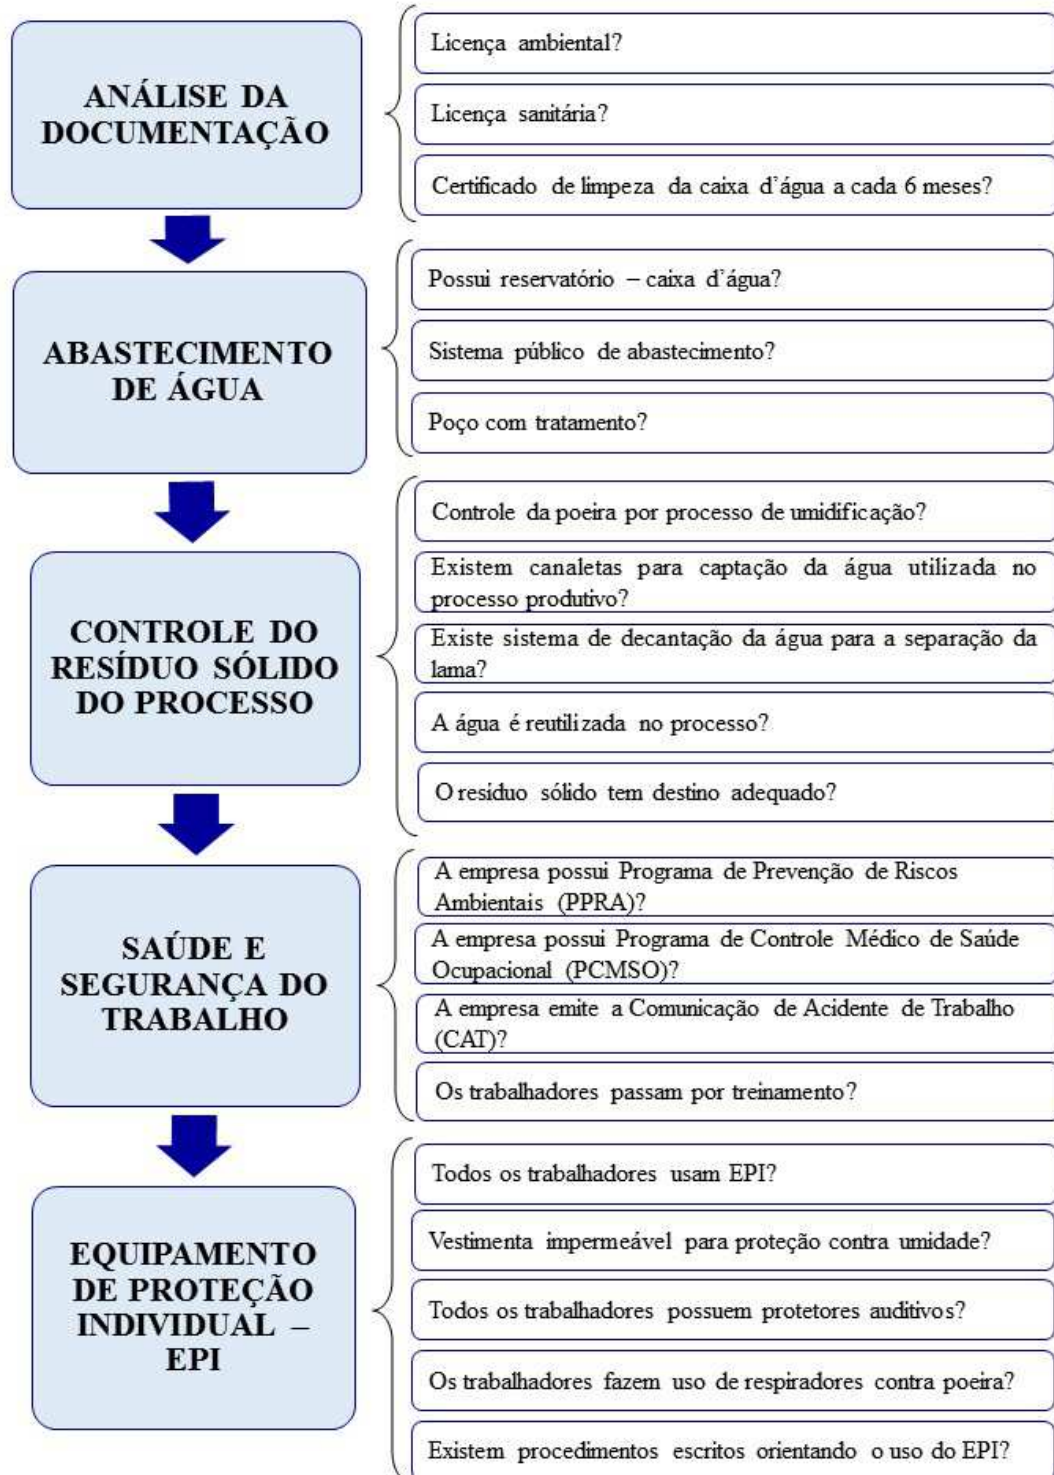 ANÁLISE DA
DOCUMENTAÇÃO
Licença ambiental?
Licença sanitária?
Certificado de limpeza da caixa d’água a cada 6 meses?
ABASTECIMENTO
DE ÁGUA
Possui reservatório – caixa d’água?
Sistema público de abastecimento?
Poço com tratamento?
CONTROLE DO
RESÍDUO SÓLIDO
DO PROCESSO
Controle da poeira por processo de umidificação?
Existem canaletas para captação da água utilizada no
processo produtivo?
Existe sistema de decantação da água para a separação da
lama?
A água é reutilizada no processo?
O resíduo sólido tem destino adequado?
SAÚDE E
SEGURANÇA DO
TRABALHO
A empresa possui Programa de Prevenção de Riscos
Ambientais (PPRA)?
A empresa possui Programa de Controle Médico de Saúde
Ocupacional (PCMSO)?
A empresa emite a Comunicação de Acidente de Trabalho
(CAT)?
Os trabalhadores passam por treinamento?
EQUIPAMENTO
DE PROTEÇÃO
INDIVIDUAL –
EPI
Todos os trabalhadores usam EPI?
Vestimenta impermeável para proteção contra umidade?
Todos os trabalhadores possuem protetores auditivos?
Os trabalhadores fazem uso de respiradores contra poeira?
Existem procedimentos escritos orientando o uso do EPI?